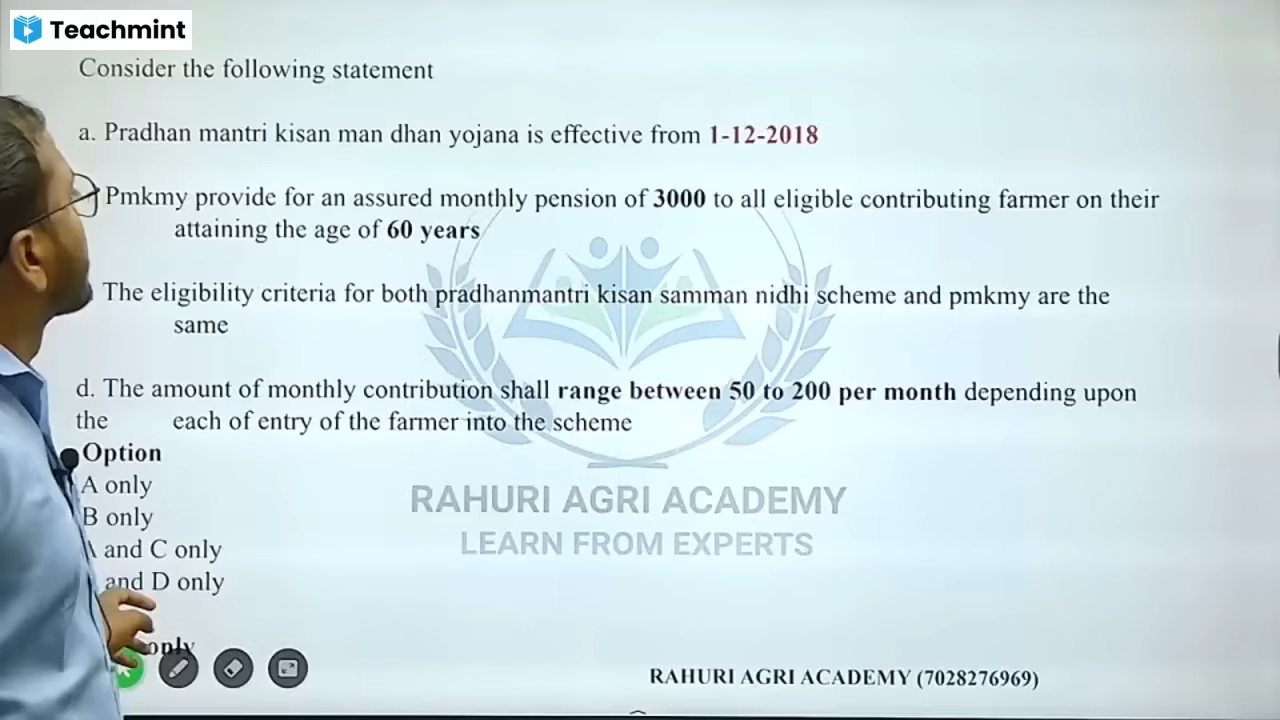 Teachmint
Consider the following statement
a. Pradhan mantri kisan man dhan yojana is effective from 1-12-2018
Pmkmy provide for an assured monthly pension of 3000 to all eligible contributing farmer on their
attaining the age of 60 years
The eligibility criteria for both pradhanmantri kisan samman nidhi scheme and pmkmy are the
same
d. The amount of monthly contribution shall range between 50 to 200 per month depending upon
the each of entry of the farmer into the scheme
Option
A only
B only
A and C only
and D only
only
RAHURI AGRI ACADEMY
LEARN FROM EXPERTS
RAHURI AGRI ACADEMY (7028276969)